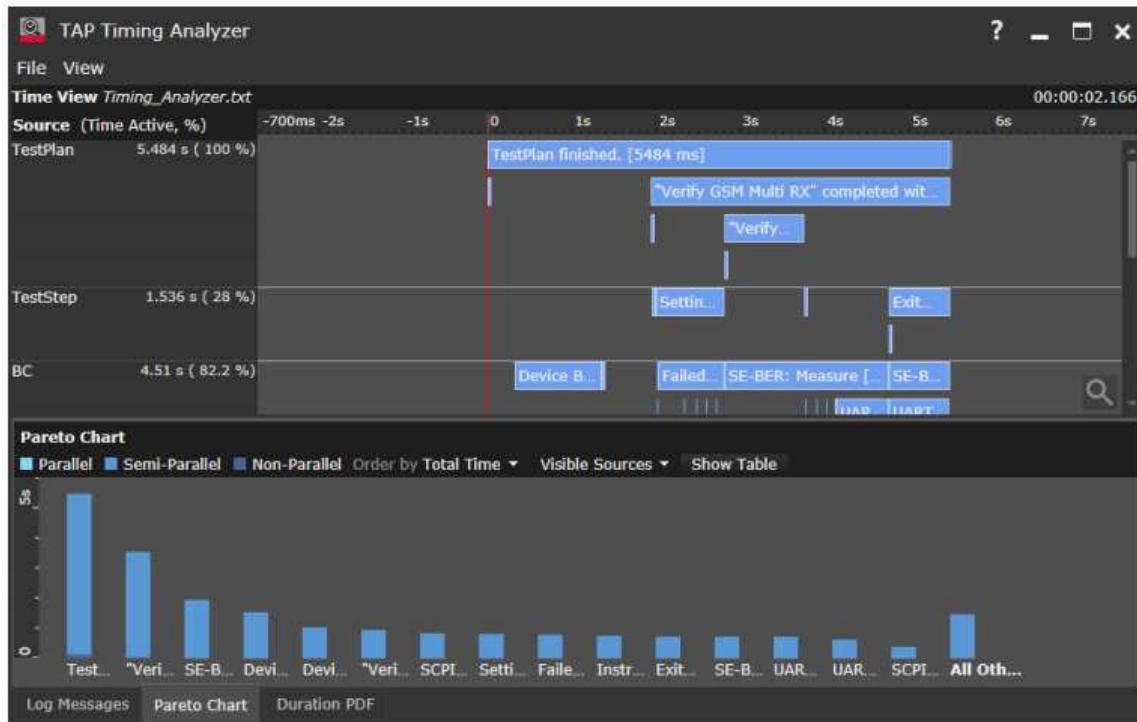 TAP Timing Analyzer ?
File View
Time View Timing_Analyzer.txt 00:00:02.166
Source (Time Active, %) -700ms -2s -1s 0 1s 2s 3s 4s 5s 6s 7s
TestPlan 5.484 s ( 100 %) TestPlan finished. [5484 ms]
"Verify GSM Multi RX" completed wit...
"Verify...
TestStep 1.536 s ( 28 %) Settin... Exit...
BC 4.51 s ( 82.2 %) Device B... Failed... SE-BER: Measure [... SE-B...
UAR... UART...
Pareto Chart
Parallel Semi-Parallel Non-Parallel Order by Total Time Visible Sources Show Table
5s
0
Test... "Veri... SE-B... Devi... Devi... "Veri... SCPI... Setti... Faile... Instr... Exit... SE-B... UAR... UAR... SCPI... All Oth...
Log Messages Pareto Chart Duration PDF